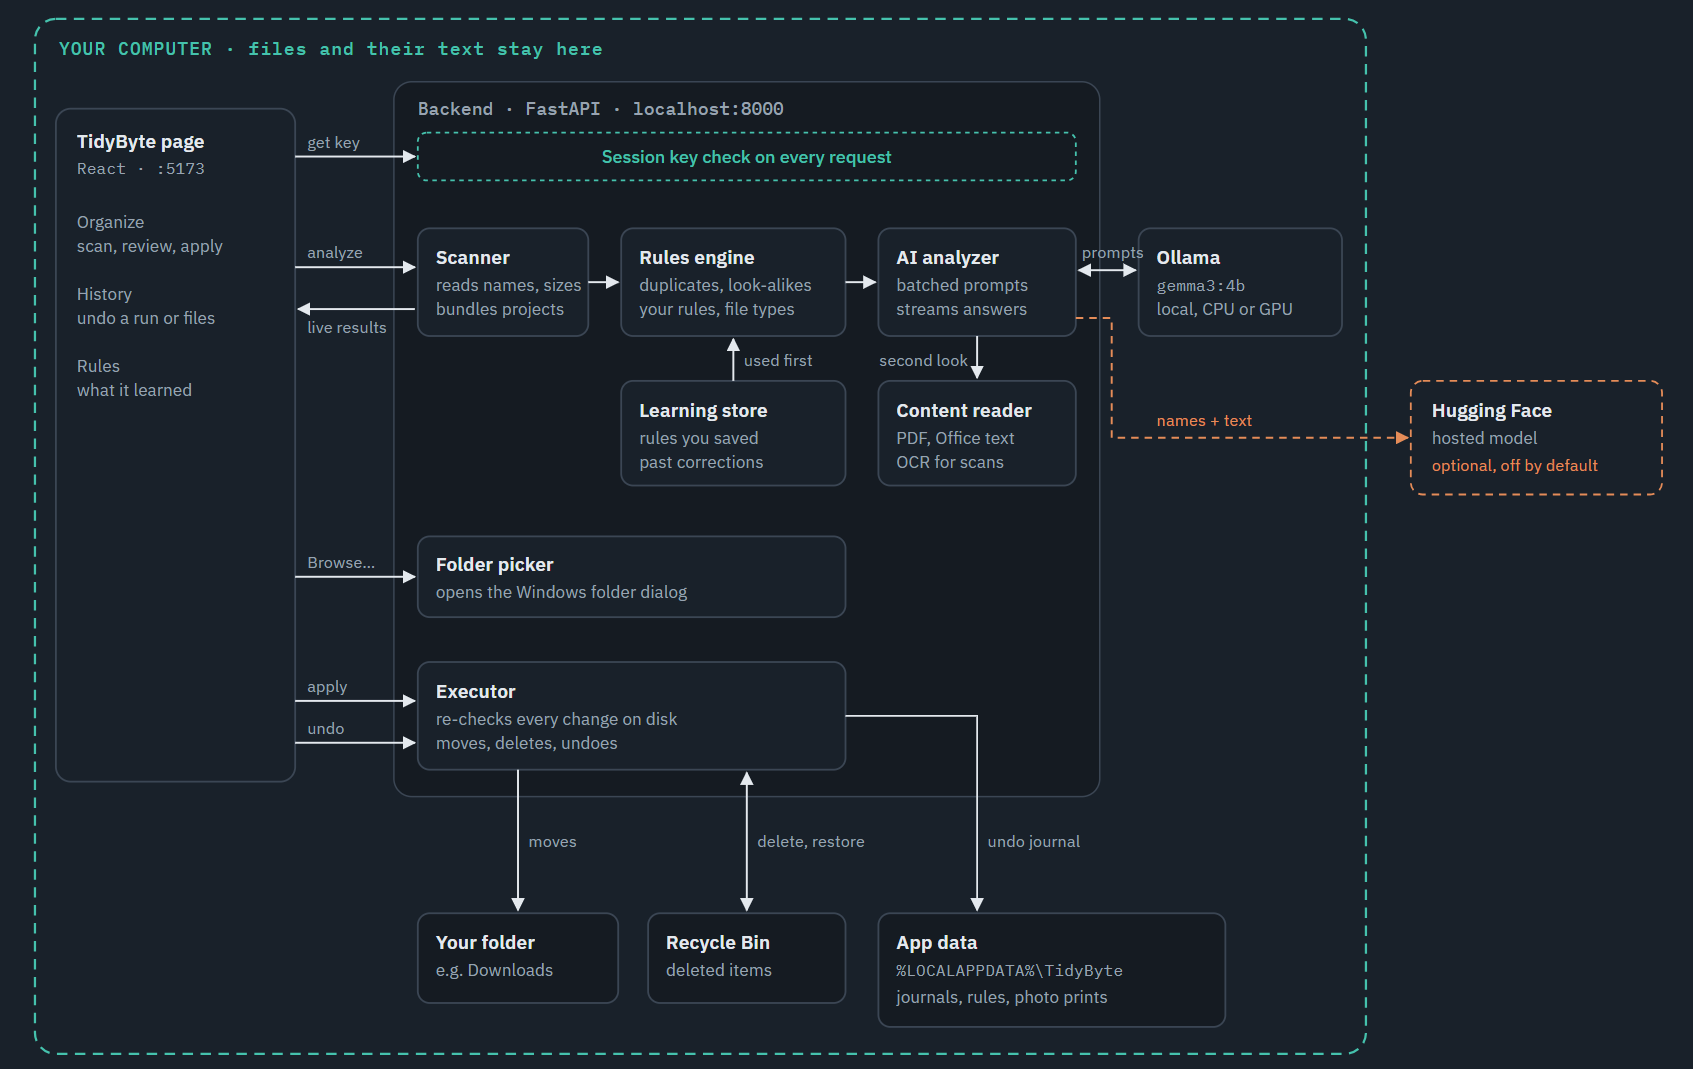 YOUR COMPUTER · files and their text stay here
TidyByte page
React · :5173
Organize
scan, review, apply
History
undo a run or files
Rules
what it learned
get key
analyze
live results
Browse...
apply
undo
Backend · FastAPI · localhost:8000
Session key check on every request
Scanner
reads names, sizes
bundles projects
Rules engine
duplicates, look-alikes
your rules, file types
AI analyzer
batched prompts
streams answers
prompts
Ollama
gemma3:4b
local, CPU or GPU
used first
second look
Learning store
rules you saved
past corrections
Content reader
PDF, Office text
OCR for scans
names + text
Hugging Face
hosted model
optional, off by default
Folder picker
opens the Windows folder dialog
Executor
re-checks every change on disk
moves, deletes, undoes
moves
delete, restore
undo journal
Your folder
e.g. Downloads
Recycle Bin
deleted items
App data
%LOCALAPPDATA%\TidyByte
journals, rules, photo prints